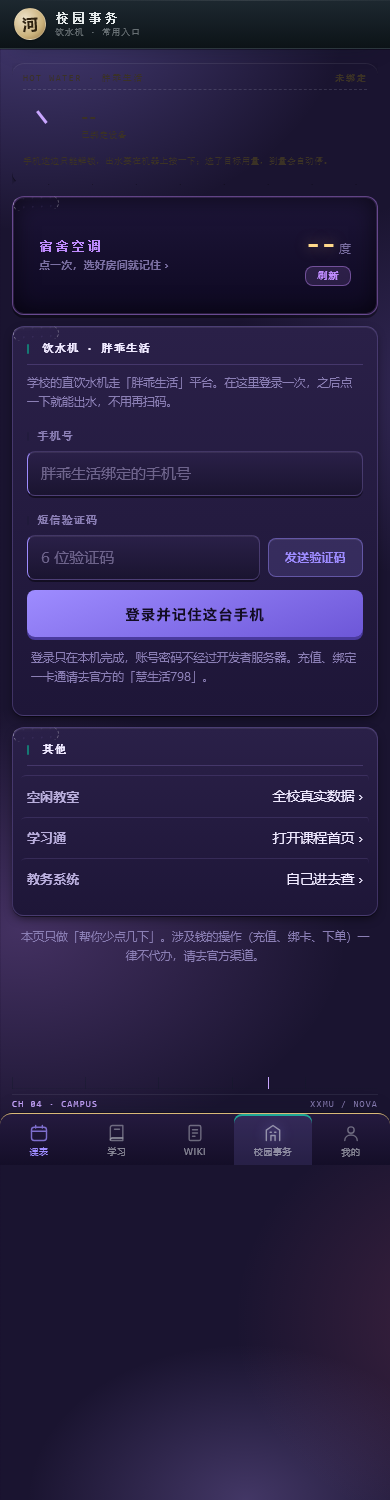 河
校园事务
饮水机 · 常用入口
未绑定
宿舍空调
点一次，选好房间就记住 ›
-- 度
刷新
饮水机 · 胖乖生活
学校的直饮水机走「胖乖生活」平台。在这里登录一次，之后点
一下就能出水，不用再扫码。
手机号
胖乖生活绑定的手机号
短信验证码
6 位验证码
发送验证码
登录并记住这台手机
登录只在本机完成，账号密码不经过开发者服务器。充值、绑定
一卡通请去官方的「慧生活798」。
其他
空闲教室
全校真实数据 ›
学习通
打开课程首页 ›
教务系统
自己进去查 ›
本页只做「帮你少点几下」。涉及钱的操作（充值、绑卡、下单）一
律不代办，请去官方渠道。
CH 04 · CAMPUS
XXMU / NOVA
课表
学习
WIKI
校园事务
我的